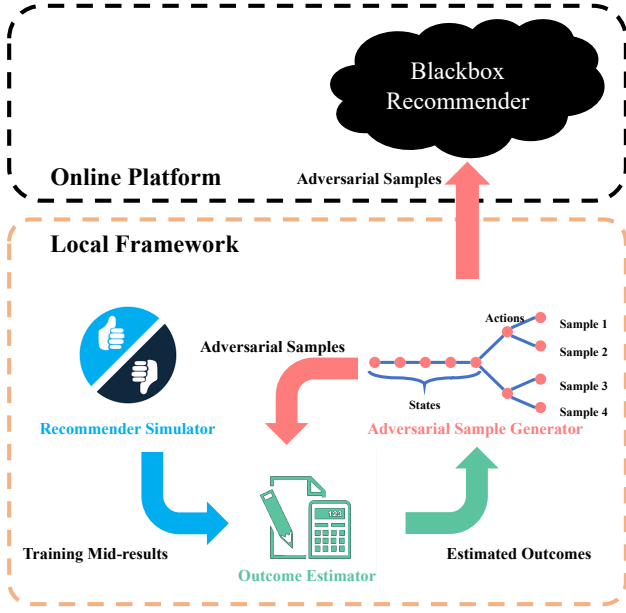 Blackbox
Recommender
Online Platform
Adversarial Samples
Local Framework
Actions
Sample 1
Sample 2
Adversarial Samples
Sample 3
States
Sample 4
Recommender Simulator
Adversarial Sample Generator
123
Training Mid-results
Estimated Outcomes
Outcome Estimator